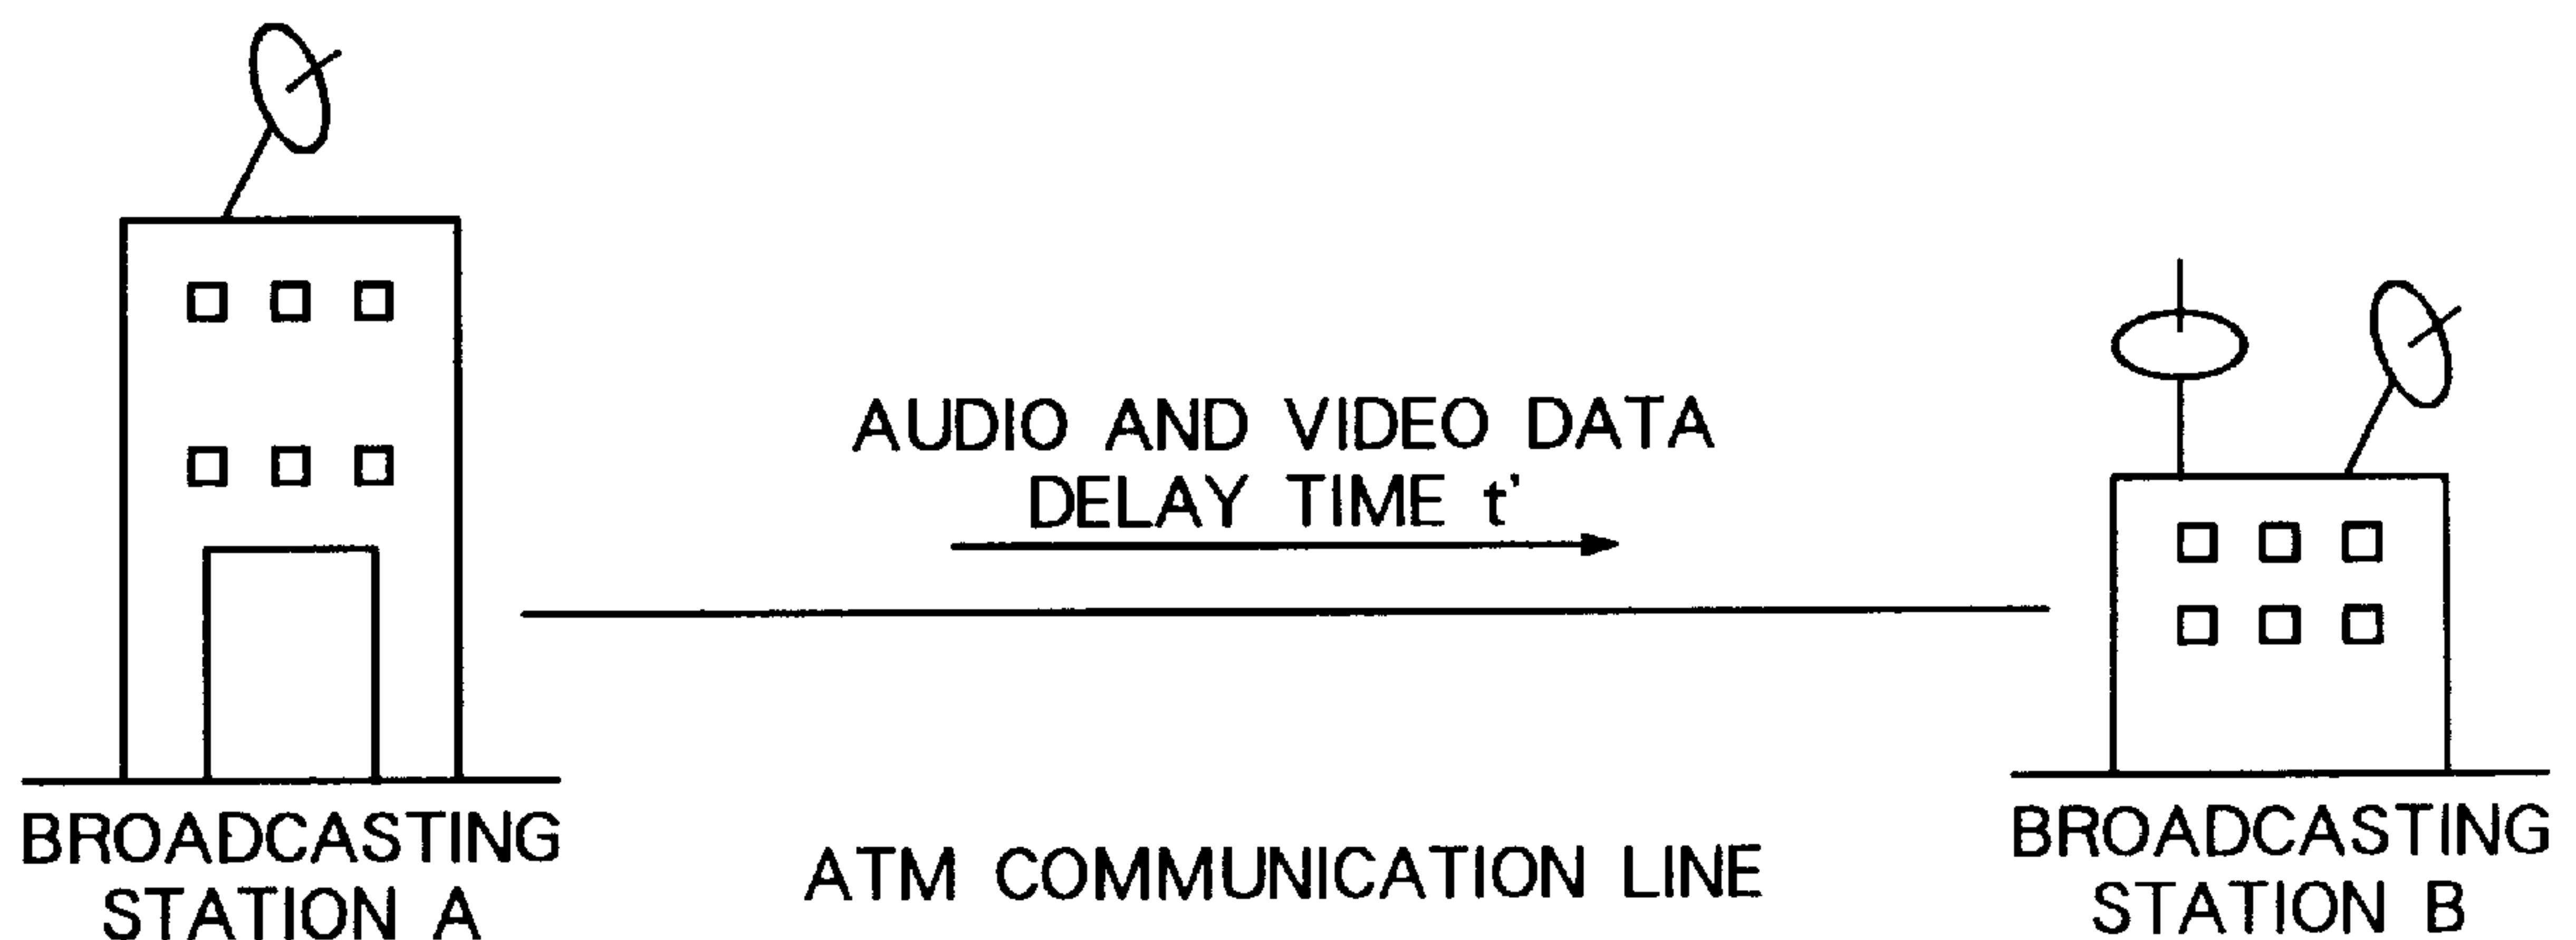 AUDIO AND VIDEO DATA
DELAY TIME t'
BROADCASTING
STATION A
ATM COMMUNICATION LINE
BROADCASTING
STATION B